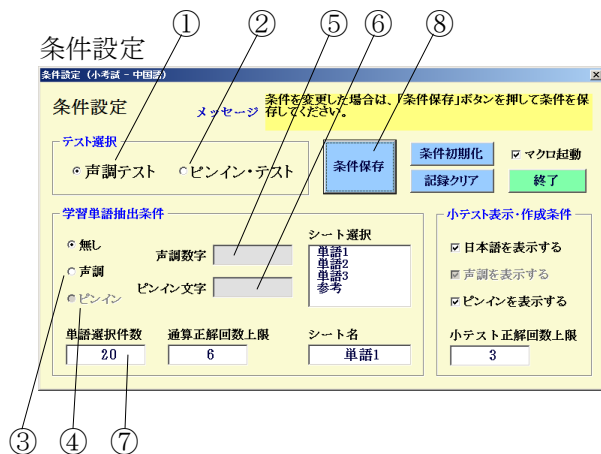 ① ② ⑤ ⑥ ⑧
条件設定
条件設定 (小考試 - 中国語)
条件設定
メッセージ
条件を変更した場合は、「条件保存」ボタンを押して条件を保
存してください。
テスト選択
声調テスト ピンイン・テスト
条件保存
条件初期化 マクロ起動
記録クリア 終了
学習単語抽出条件
無し
声調
ピンイン
声調数字
ピンイン文字
シート選択
単語1
単語2
単語3
参考
単語選択件数 通算正解回数上限 シート名
20 6 単語1
小テスト表示・作成条件
日本語を表示する
声調を表示する
ピンインを表示する
小テスト正解回数上限
3
③ ④ ⑦